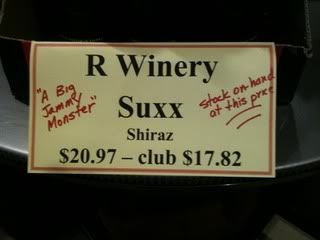 R Winery
Suxx
Shiraz
$20.97 – club $17.82
"A Big
Jammy
Monster"
stock on hand
at this price